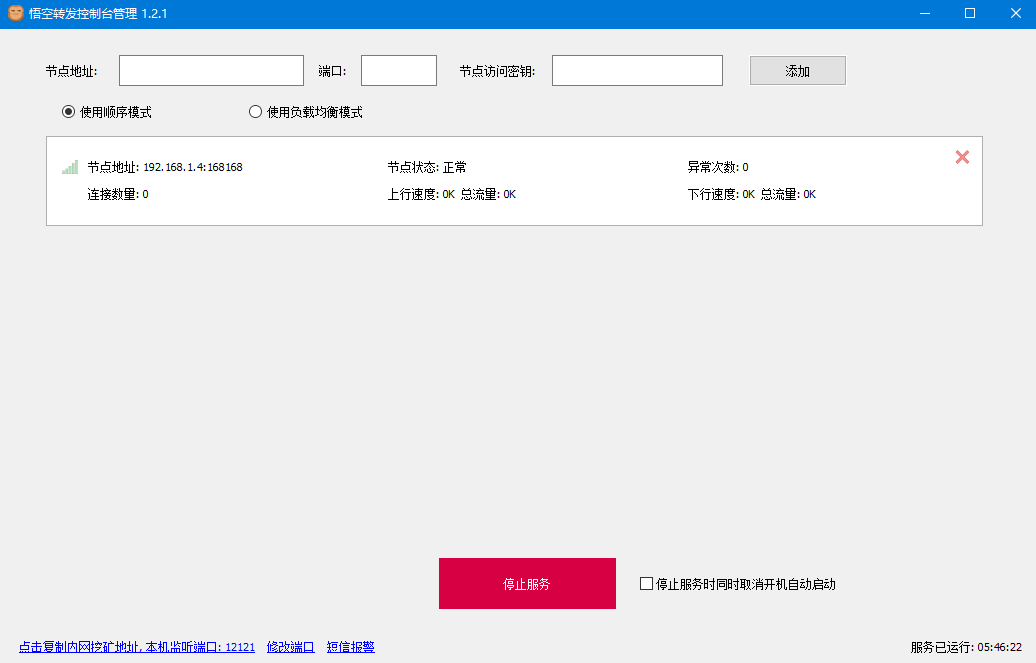 悟空转发控制台管理 1.2.1
节点地址: 端口: 节点访问密钥: 添加
使用顺序模式 使用负载均衡模式
节点地址: 192.168.1.4:168168 节点状态: 正常 异常次数: 0
连接数量: 0 上行速度: 0K 总流量: 0K 下行速度: 0K 总流量: 0K
停止服务 停止服务时同时取消开机自动启动
点击复制内网挖矿地址, 本机监听端口: 12121 修改端口 短信报警 服务已运行: 05:46:22